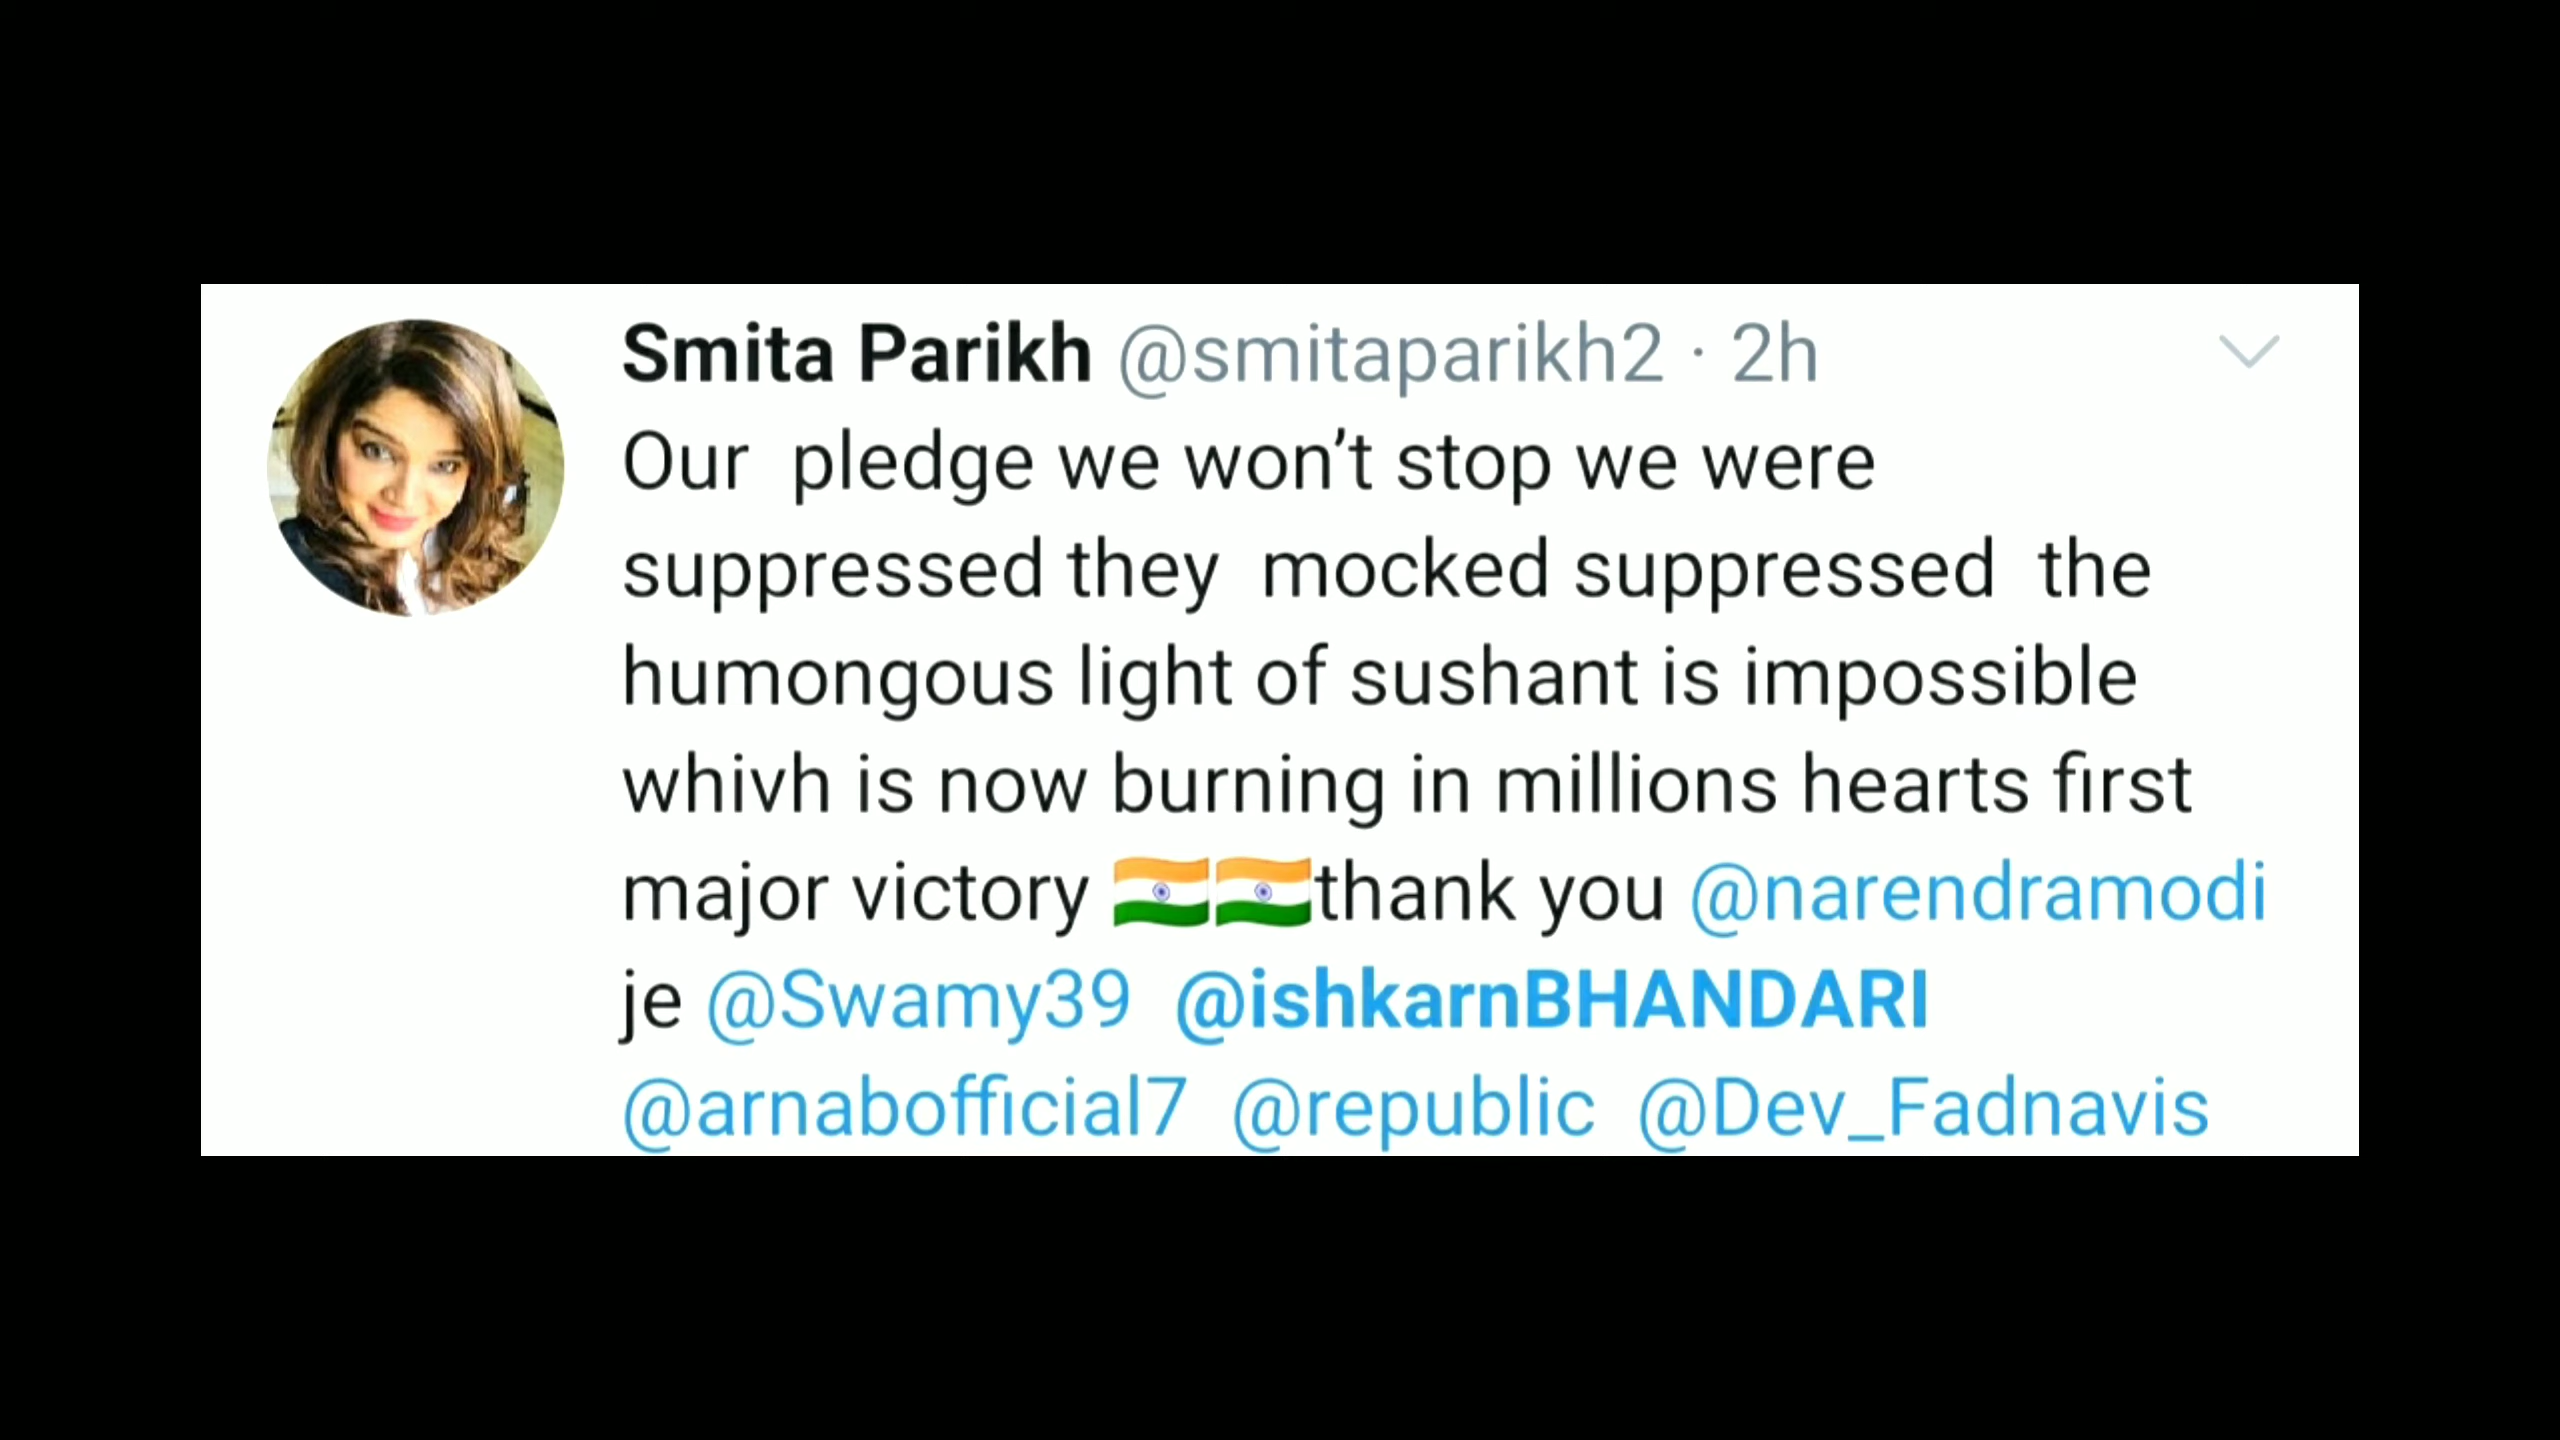 Smita Parikh @smitaparikh2 · 2h
Our pledge we won’t stop we were
suppressed they mocked suppressed the
humongous light of sushant is impossible
whivh is now burning in millions hearts first
major victory 🇮🇳🇮🇳thank you @narendramodi
je @Swamy39 @ishkarnBHANDARI
@arnabofficial7 @republic @Dev_Fadnavis